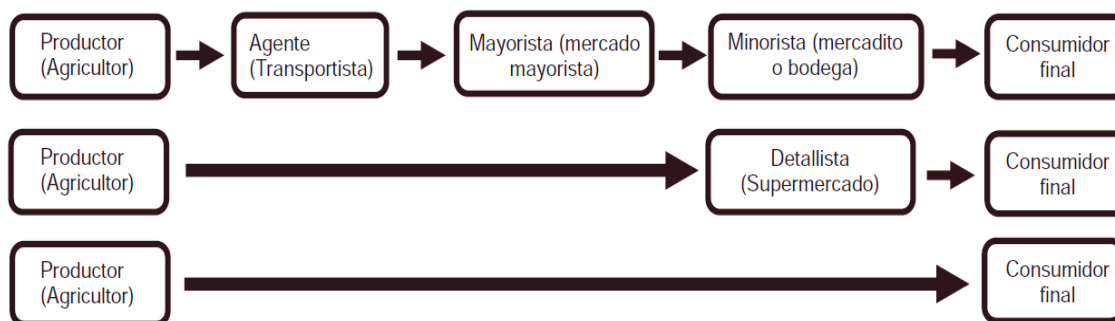 Productor
(Agricultor)
Agente
(Transportista)
Mayorista (mercado
mayorista)
Minorista (mercadito
o bodega)
Consumidor
final
Productor
(Agricultor)
Detallista
(Supermercado)
Consumidor
final
Productor
(Agricultor)
Consumidor
final